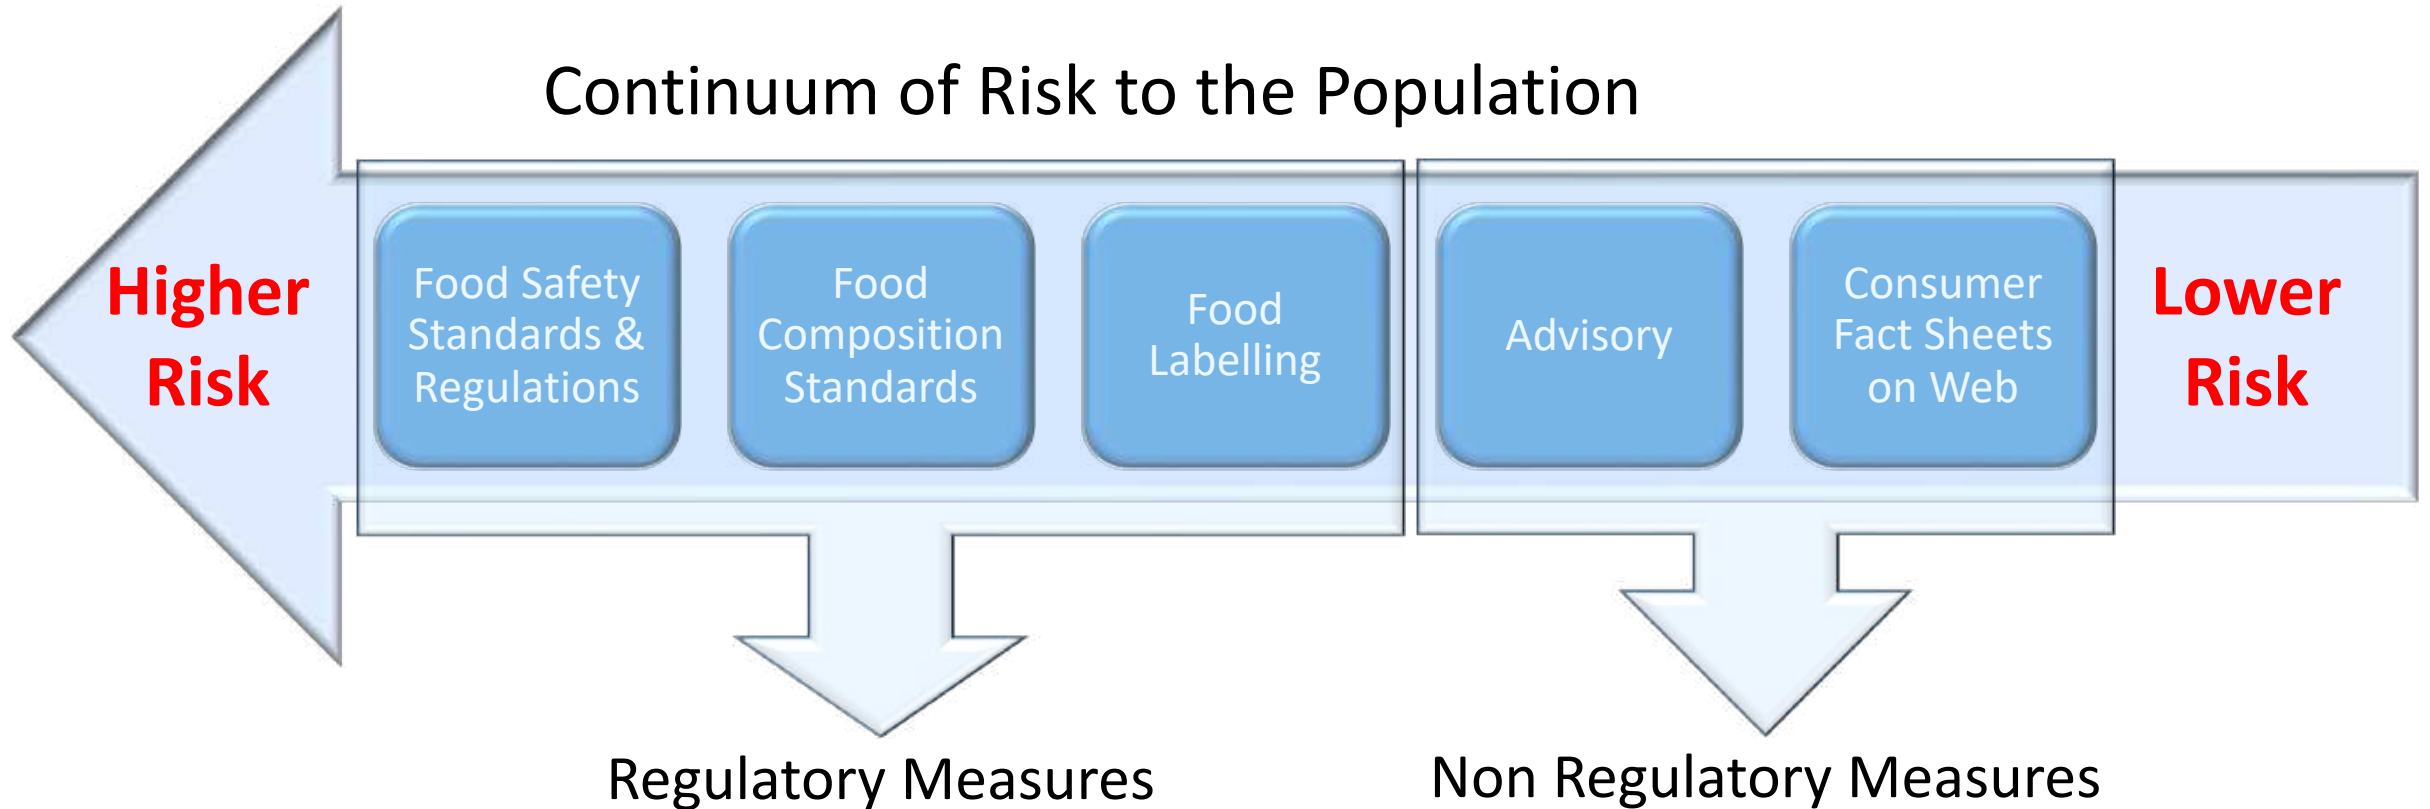 Continuum of Risk to the Population
Higher
Risk
Food Safety
Standards &
Regulations
Food
Composition
Standards
Food
Labelling
Advisory
Consumer
Fact Sheets
on Web
Lower
Risk
Regulatory Measures
Non Regulatory Measures